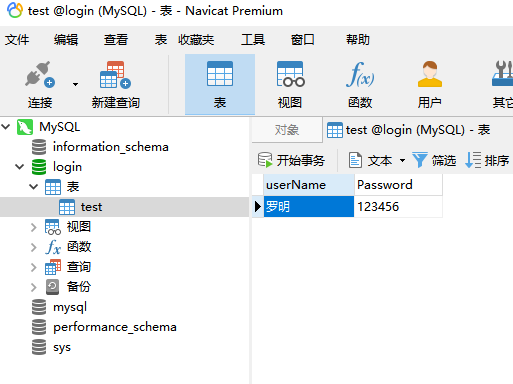 test @login (MySQL) - 表 - Navicat Premium
文件 编辑 查看 表 收藏夹 工具 窗口 帮助
连接 新建查询 表 视图 f(x) 函数 用户
MySQL
information_schema
login
表
test
视图
fx 函数
查询
备份
mysql
performance_schema
sys
对象 test @login (MySQL) - 表
开始事务 文本 筛选 排序
userName Password
罗明 123456